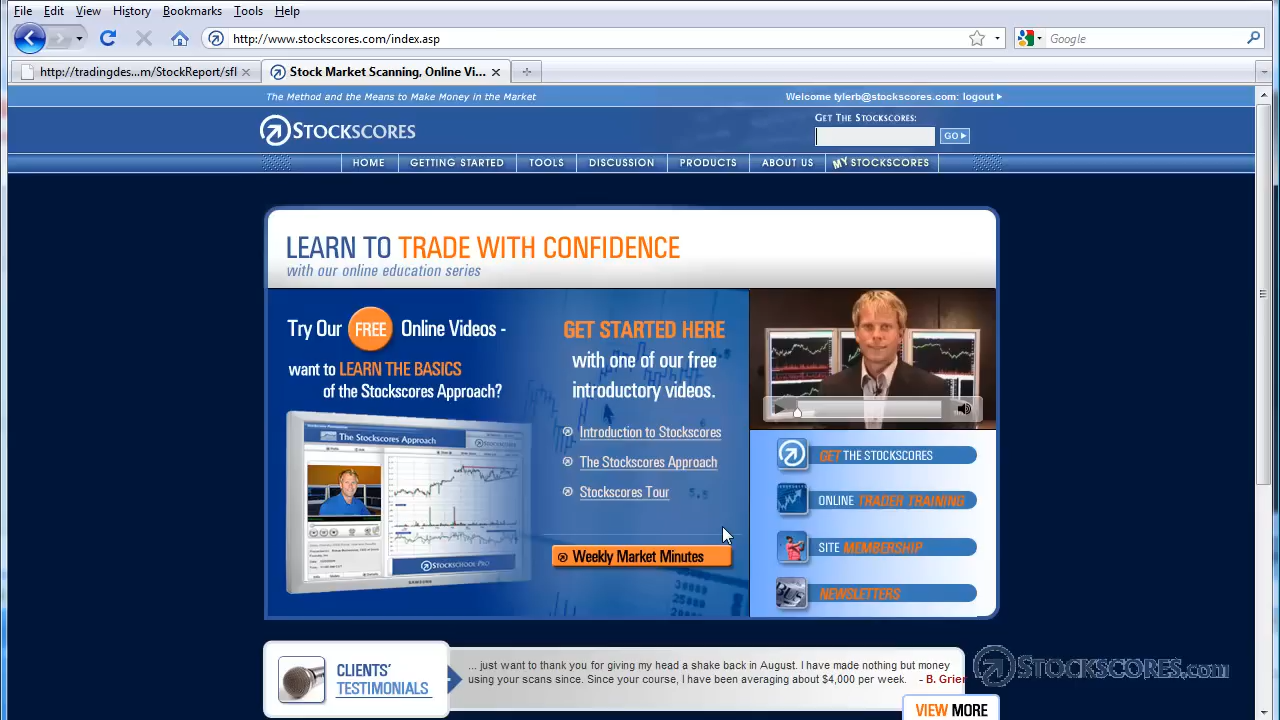 File Edit View History Bookmarks Tools Help
http://www.stockscores.com/index.asp
Google
http://tradingdes...m/StockReport/sfl
Stock Market Scanning, Online Vi...
The Method and the Means to Make Money in the Market
Welcome tylerb@stockscores.com: logout
STOCKSCORES
GET THE STOCKSCORES:
GO
HOME GETTING STARTED TOOLS DISCUSSION PRODUCTS ABOUT US MY STOCKSCORES
LEARN TO TRADE WITH CONFIDENCE
with our online education series
Try Our FREE Online Videos -
want to LEARN THE BASICS
of the Stockscores Approach?
The Stockscores Approach
STOCKSCHOOL PRO
GET STARTED HERE
with one of our free
introductory videos.
Introduction to Stockscores
The Stockscores Approach
Stockscores Tour
Weekly Market Minutes
GET THE STOCKSCORES
ONLINE TRADER TRAINING
SITE MEMBERSHIP
NEWSLETTERS
CLIENTS'
TESTIMONIALS
... just want to thank you for giving my head a shake back in August. I have made nothing but money
using your scans since. Since your course, I have been averaging about $4,000 per week. - B. Grier
VIEW MORE
STOCKSCORES.com